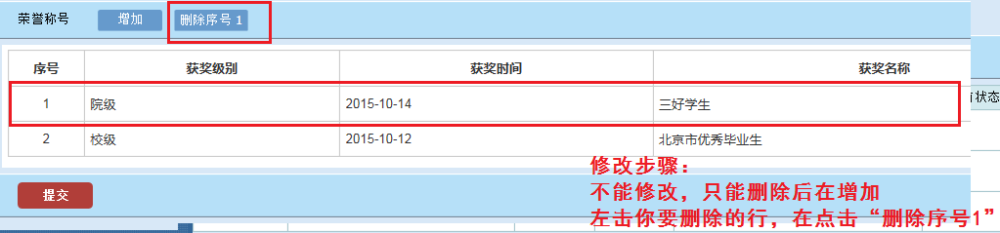 荣誉称号 增加 删除序号 1
序号 获奖级别 获奖时间 获奖名称
有状态
1 院级 2015-10-14 三好学生
2 校级 2015-10-12 北京市优秀毕业生
修改步骤：
不能修改，只能删除后在增加
提交
左击你要删除的行，在点击“删除序号1”